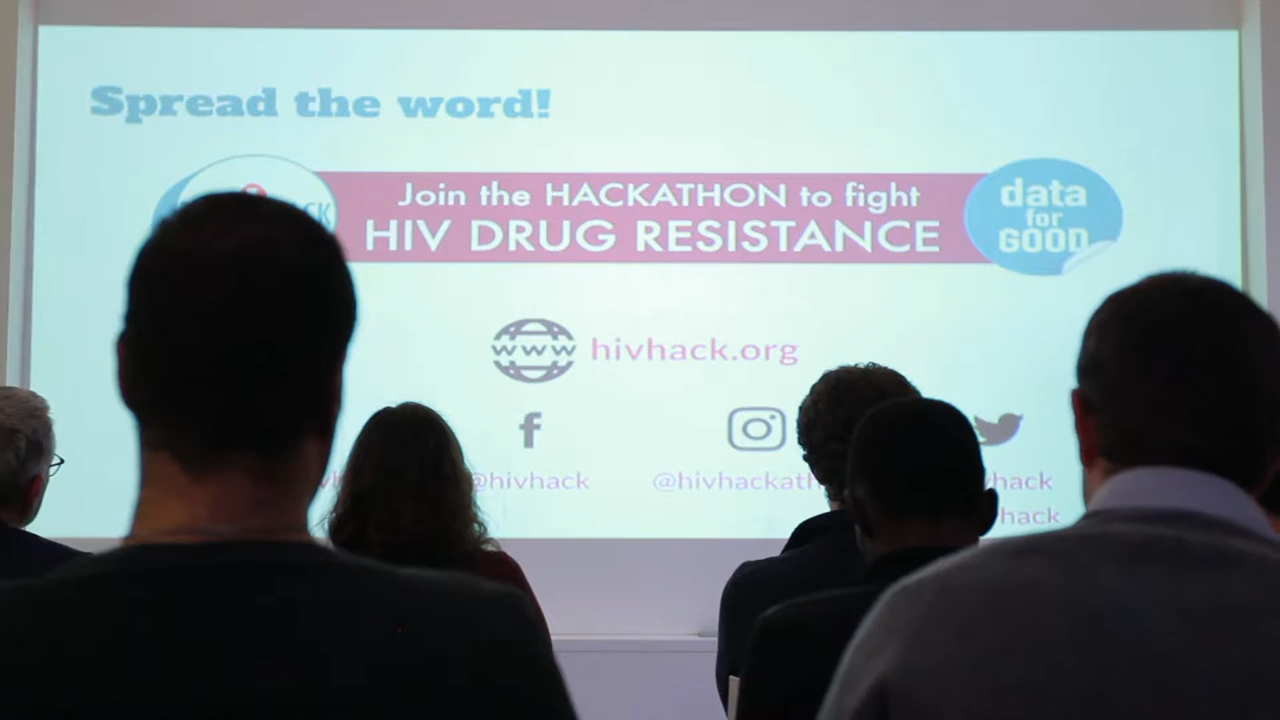 Spread the word!
Join the HACKATHON to fight
HIV DRUG RESISTANCE
data
for
GOOD
www hivhack.org
@hivhack